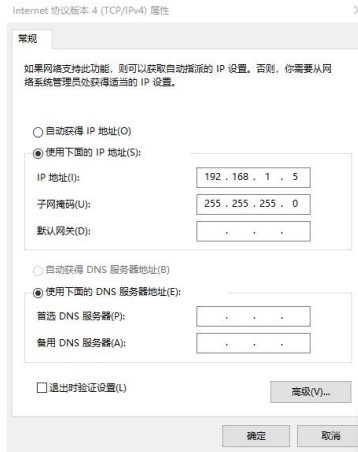 Internet 协议版本 4 (TCP/IPv4) 属性
常规
如果网络支持此功能，则可以获取自动指派的 IP 设置。否则，你需要从网
络系统管理员处获得适当的 IP 设置。
自动获得 IP 地址(O)
使用下面的 IP 地址(S):
IP 地址(I): 192 . 168 . 1 . 5
子网掩码(U): 255 . 255 . 255 . 0
默认网关(D): . . .
自动获得 DNS 服务器地址(B)
使用下面的 DNS 服务器地址(E):
首选 DNS 服务器(P): . . .
备用 DNS 服务器(A): . . .
退出时验证设置(L)
高级(V)...
确定 取消